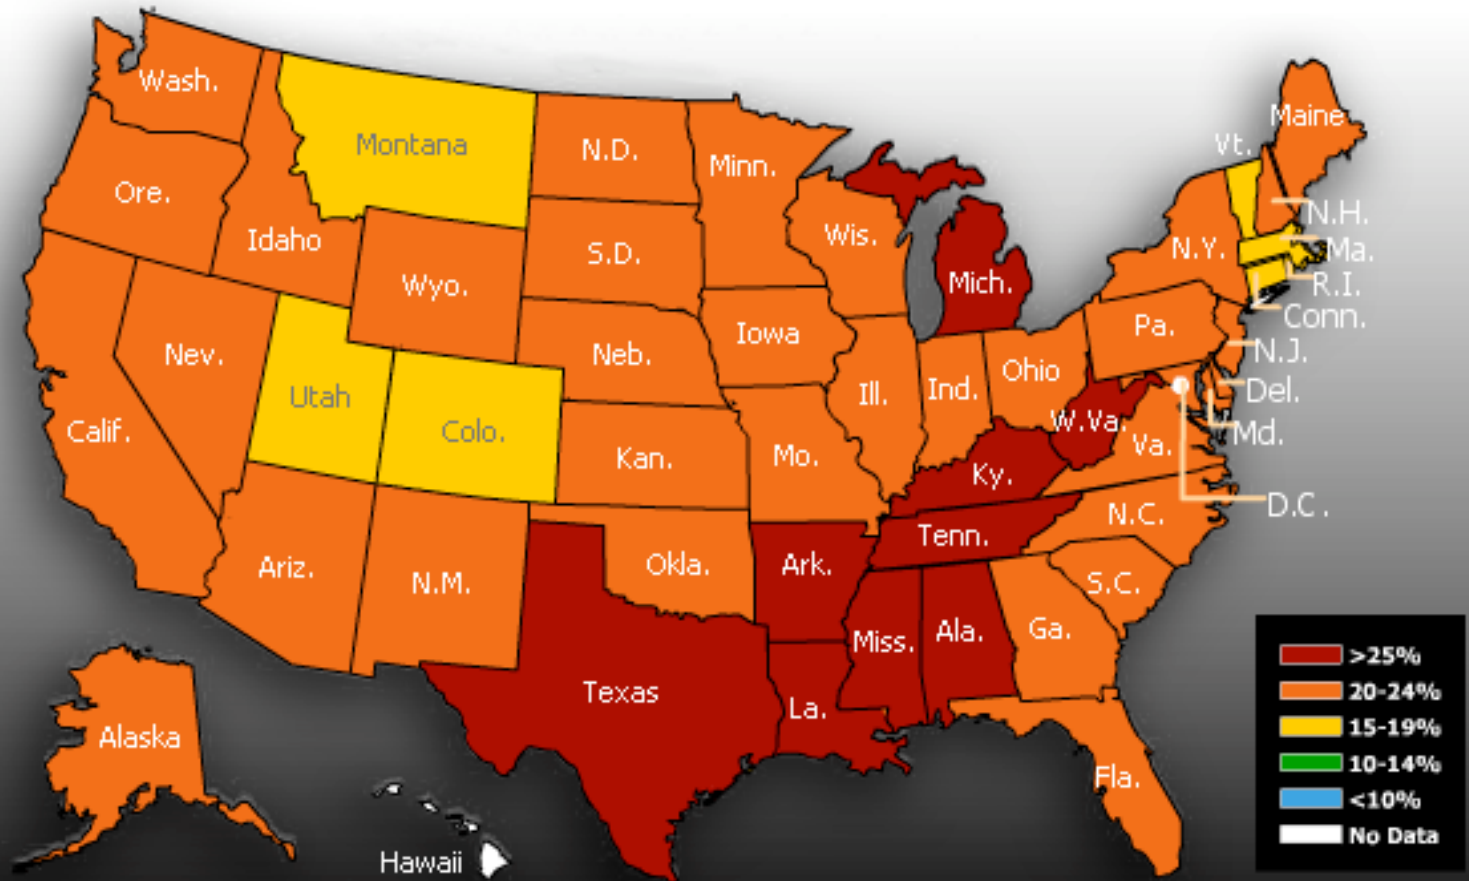 Wash.
Montana
N.D.
Minn.
Maine
Vt.
Ore.
Idaho
Wyo.
S.D.
Wis.
Mich.
N.Y.
N.H.
Ma.
R.I.
Conn.
Nev.
Utah
Colo.
Neb.
Iowa
Ill.
Ind.
Ohio
Pa.
N.J.
Del.
Md.
Calif.
Kan.
Mo.
Ky.
W.Va.
Va.
D.C.
Ariz.
N.M.
Okla.
Ark.
Tenn.
N.C.
S.C.
Texas
La.
Miss.
Ala.
Ga.
Fla.
Alaska
Hawaii
>25%
20-24%
15-19%
10-14%
<10%
No Data